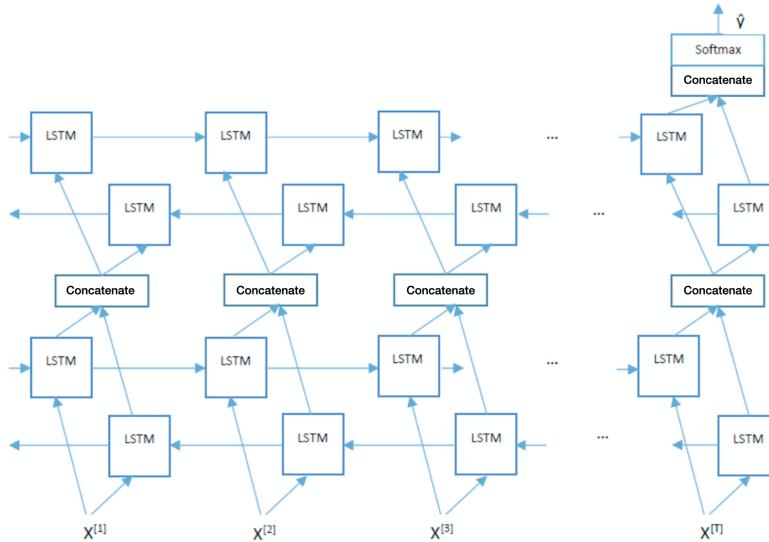 ŷ
Softmax
Concatenate
LSTM
LSTM
LSTM
...
LSTM
LSTM
LSTM
LSTM
...
LSTM
Concatenate
Concatenate
Concatenate
Concatenate
LSTM
LSTM
LSTM
...
LSTM
LSTM
LSTM
LSTM
...
LSTM
X[1]
X[2]
X[3]
X[T]